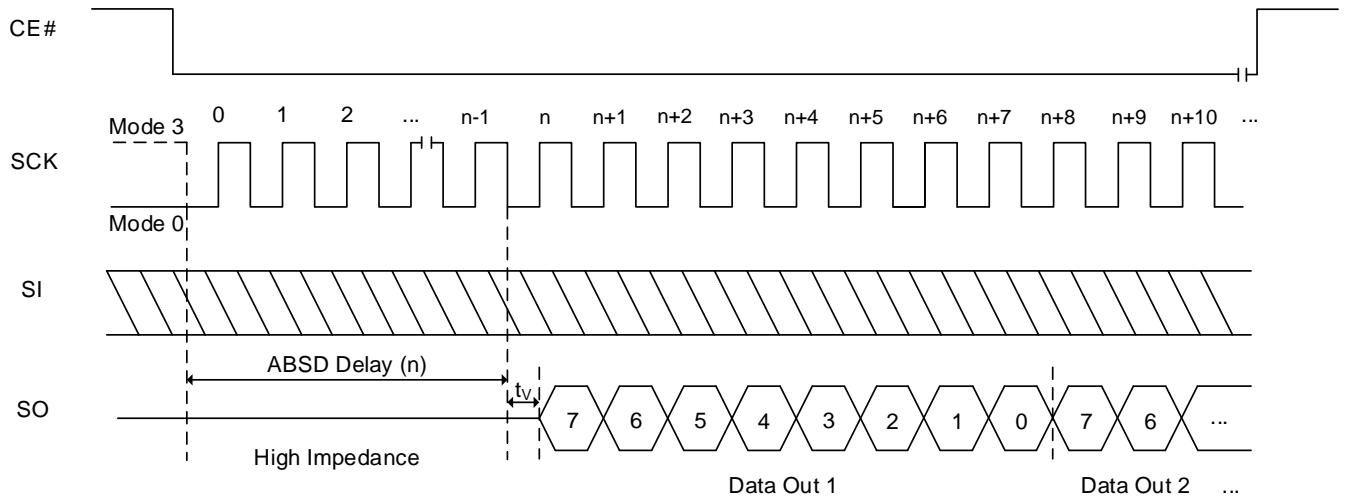 CE#
0 1 2 ... n-1 n n+1 n+2 n+3 n+4 n+5 n+6 n+7 n+8 n+9 n+10 ...
Mode 3
SCK
Mode 0
SI
ABSD Delay (n)
tV
SO
7 6 5 4 3 2 1 0 7 6 ...
High Impedance
Data Out 1 Data Out 2 ...